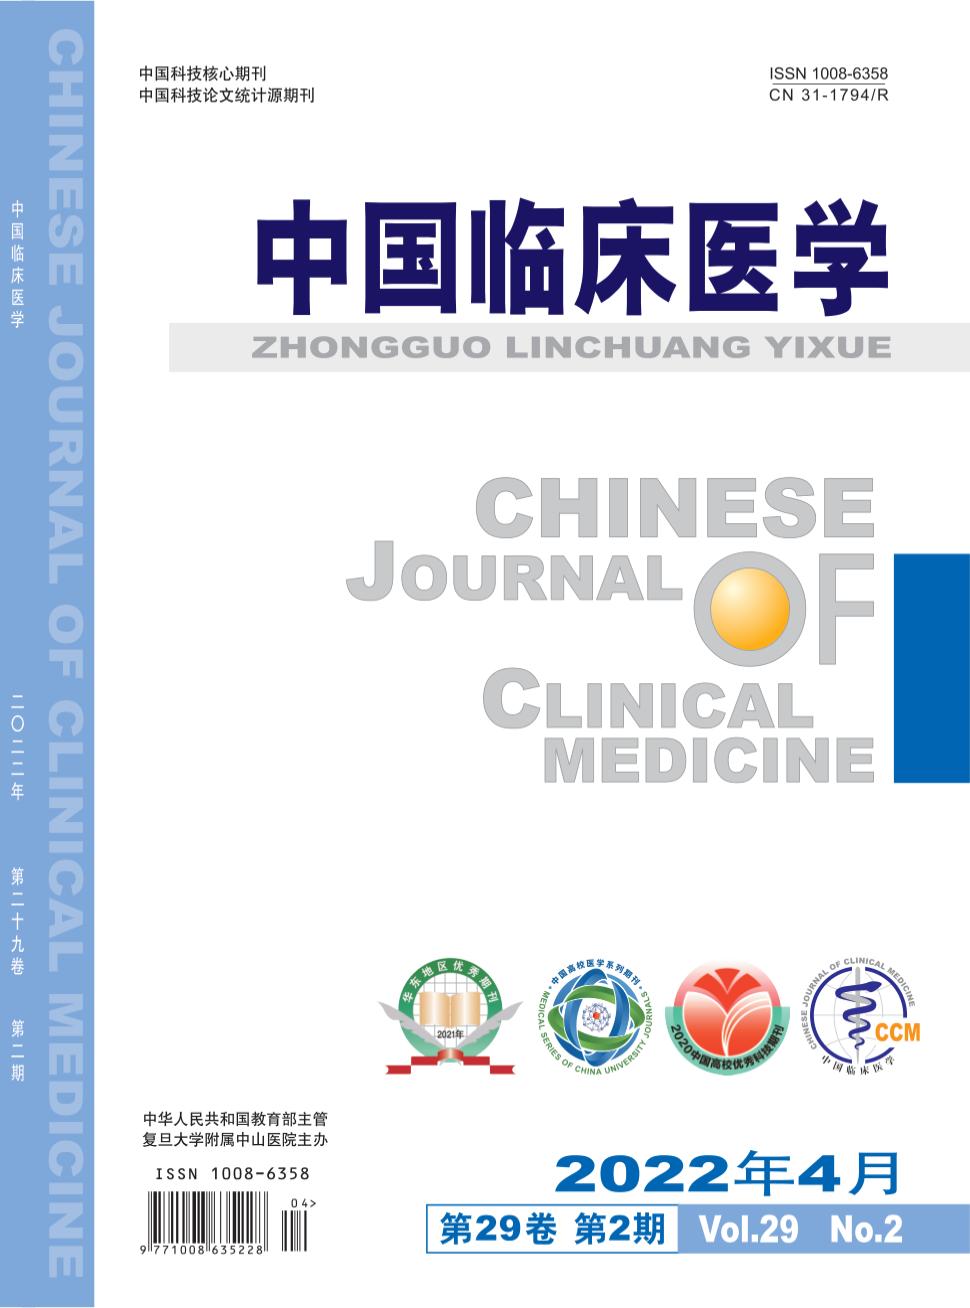 中国科技核心期刊
中国科技论文统计源期刊
ISSN 1008-6358
CN 31-1794/R
中国临床医学
ZHONGGUO LINCHUANG YIXUE
CHINESE
JOURNAL OF
CLINICAL
MEDICINE
中国临床医学
二〇二二年
第二十九卷
第二期
CHINESE JOURNAL OF CLINICAL MEDICINE
华东地区优秀期刊
2021年
中国高校医学系列期刊
MEDICAL SERIES OF CHINA UNIVERSITY JOURNALS
2020中国高校优秀科技期刊
CHINESE JOURNAL OF CLINICAL MEDICINE
CCM
中国临床医学
中华人民共和国教育部主管
复旦大学附属中山医院主办
ISSN 1008-6358
04>
9 771008 635228
2022年4月
第29卷 第2期
Vol.29 No.2